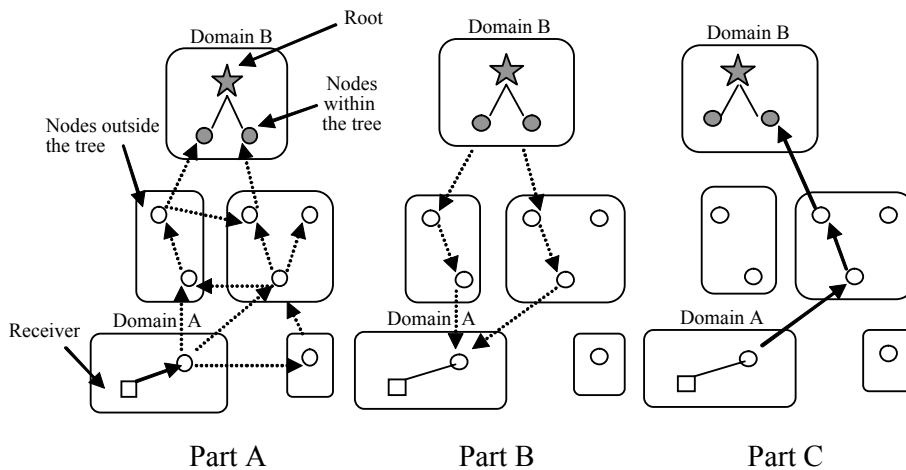 Root
Domain B
Domain B
Domain B
Nodes
within
the tree
Nodes outside
the tree
Domain A
Domain A
Domain A
Receiver
Part A
Part B
Part C